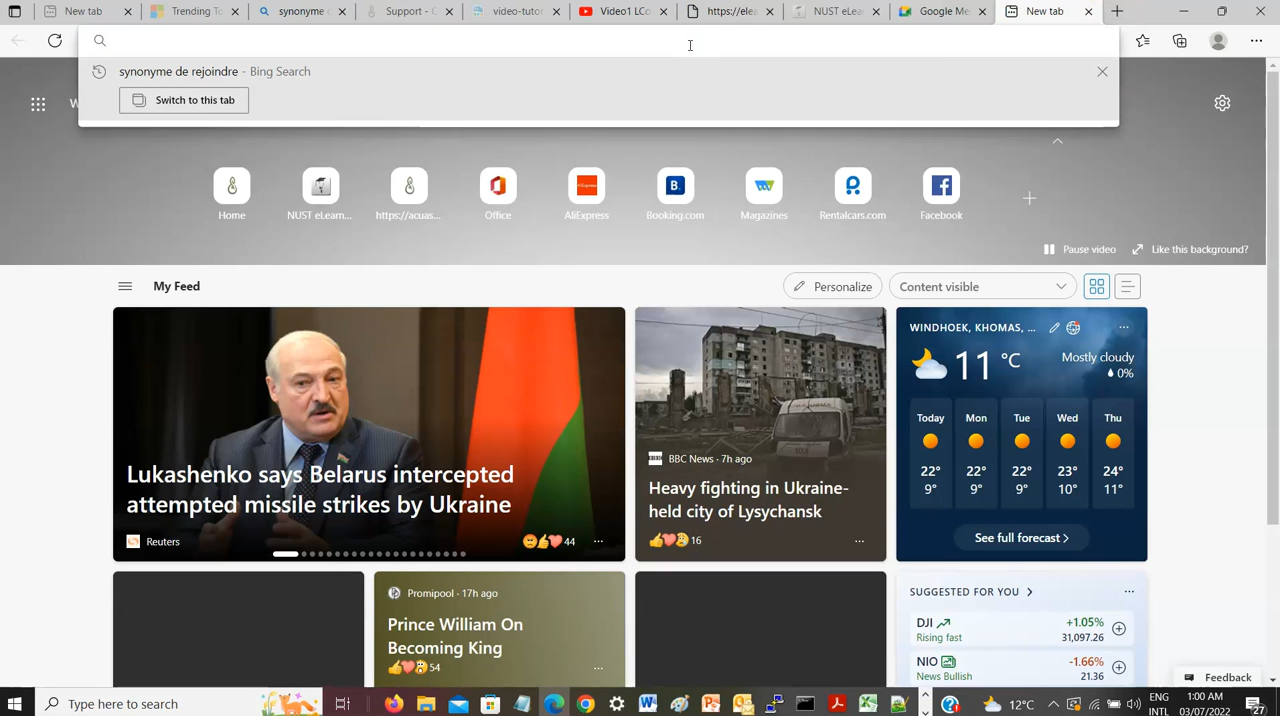 New tab
Trending To
synonyme d
Support - C
video-tutor
Video1 LCo
https://elea
NUST eLearn
Google Me
New tab
synonyme de rejoindre - Bing Search
Switch to this tab
W
Home
NUST eLearn...
https://acuas...
Office
AliExpress
Booking.com
Magazines
Rentalcars.com
Facebook
Pause video
Like this background?
My Feed
Personalize
Content visible
Lukashenko says Belarus intercepted
attempted missile strikes by Ukraine
Reuters
44
BBC News · 7h ago
Heavy fighting in Ukraine-
held city of Lysychansk
16
WINDHOEK, KHOMAS, ...
11 °C
Mostly cloudy
0%
Today Mon Tue Wed Thu
22° 22° 22° 23° 24°
9° 9° 9° 10° 11°
See full forecast
Promipool · 17h ago
Prince William On
Becoming King
54
SUGGESTED FOR YOU
DJI +1.05%
Rising fast 31,097.26
NIO -1.66%
News Bullish 21.36
Feedback
Type here to search
12°C
ENG
INTL
1:00 AM
03/07/2022
27